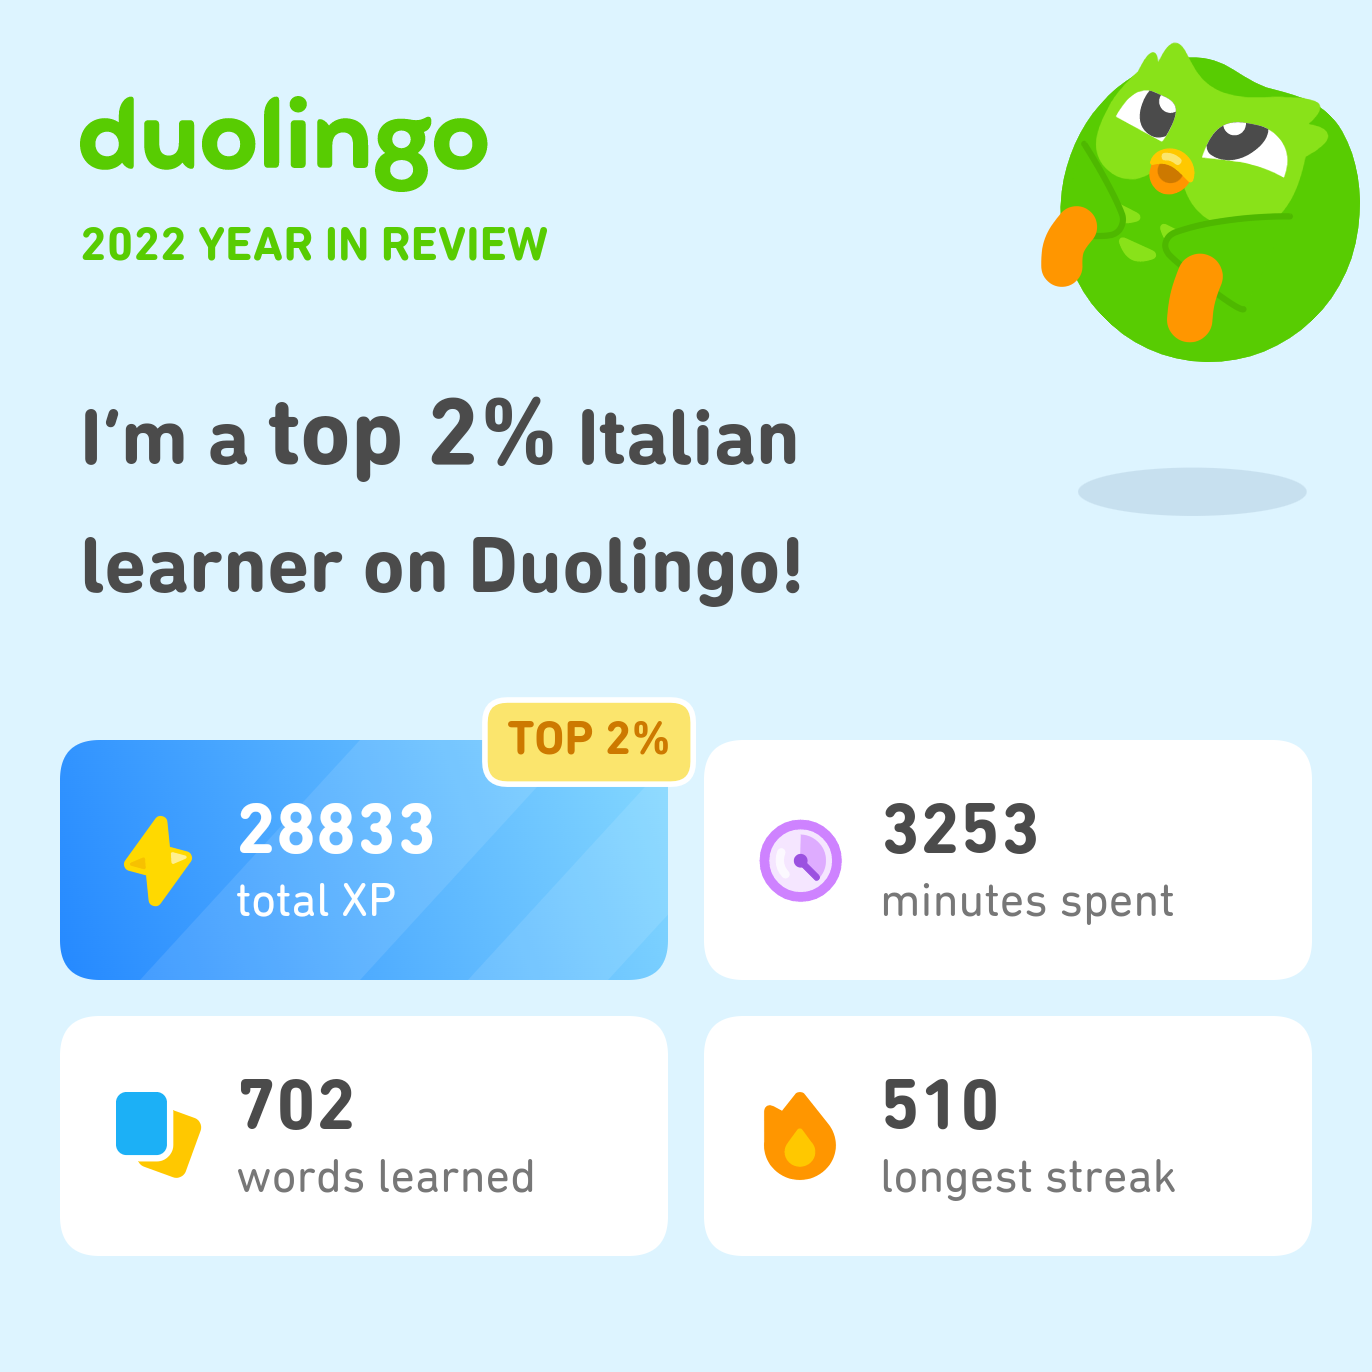 duolingo
2022 YEAR IN REVIEW
I’m a top 2% Italian
learner on Duolingo!
TOP 2%
28833
total XP
3253
minutes spent
702
words learned
510
longest streak